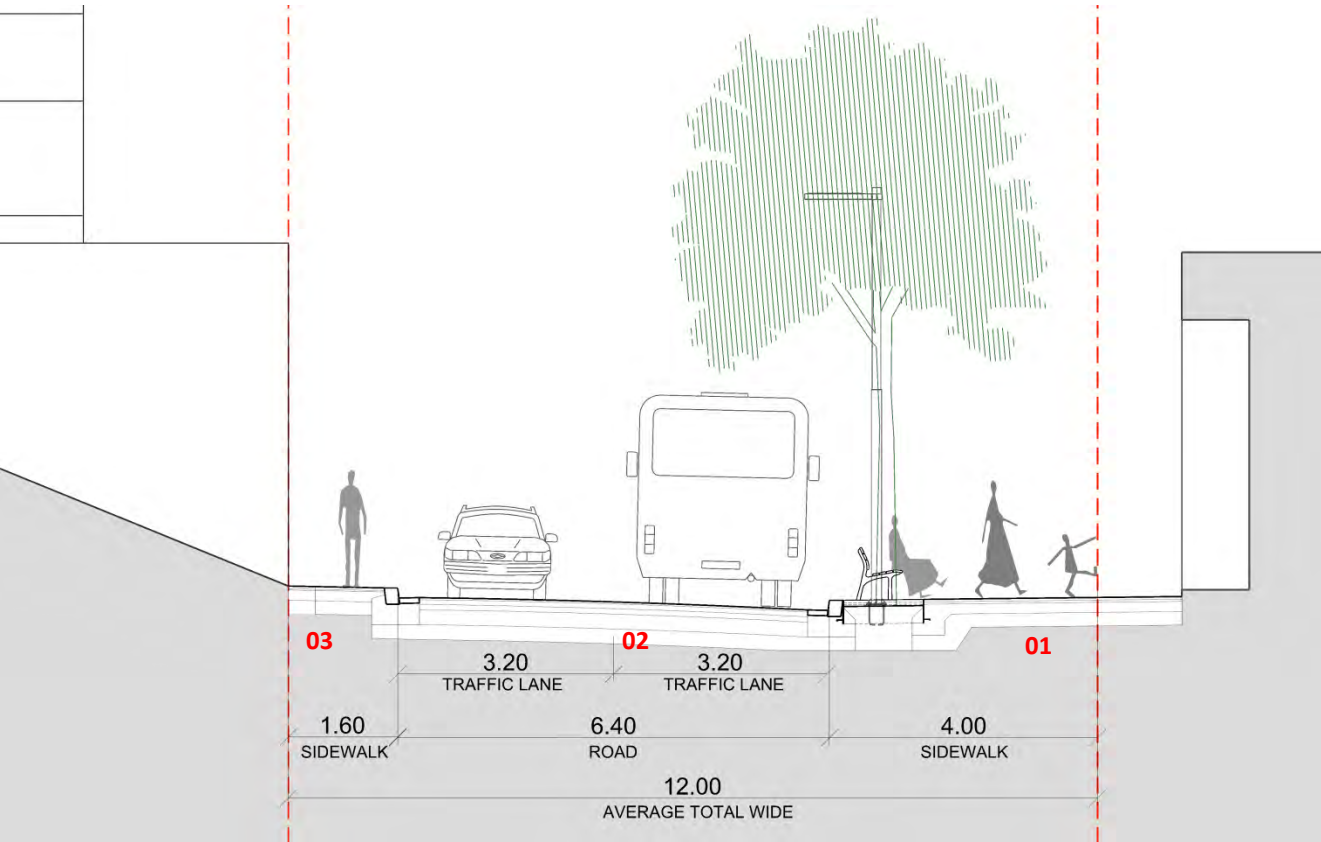 03
02
01
3.20
TRAFFIC LANE
3.20
TRAFFIC LANE
1.60
SIDEWALK
6.40
ROAD
4.00
SIDEWALK
12.00
AVERAGE TOTAL WIDE